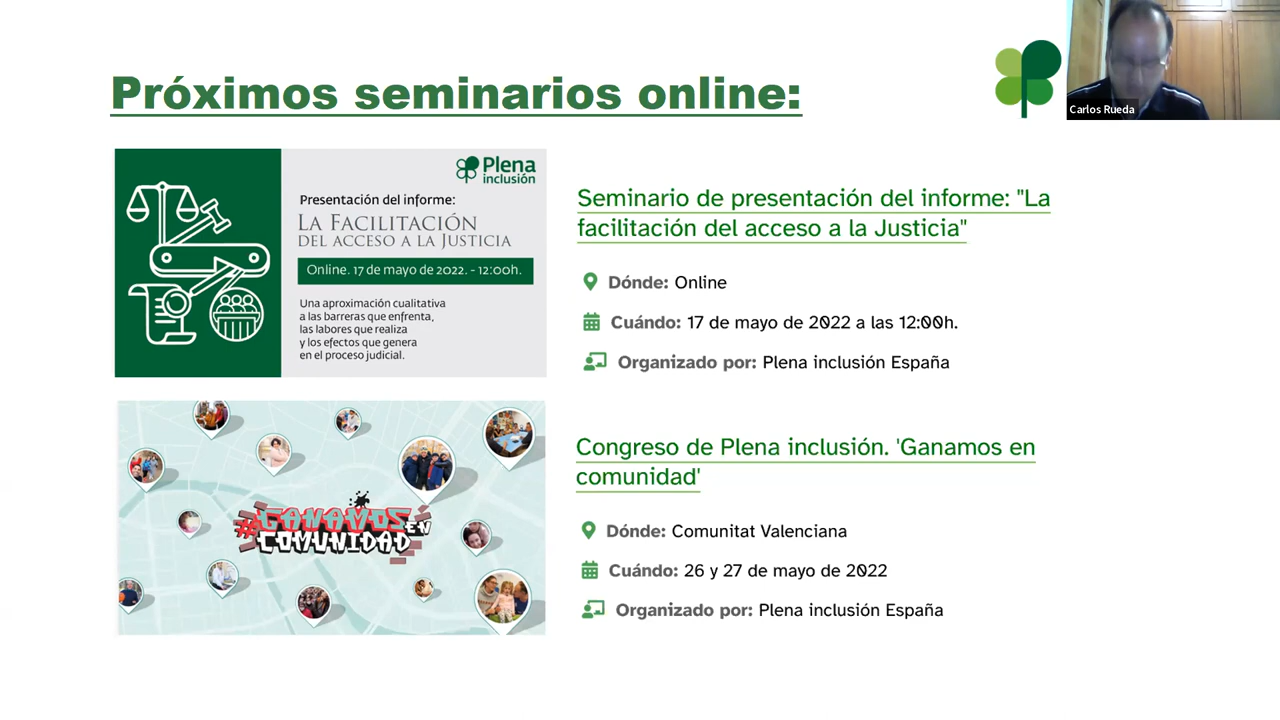 Próximos seminarios online:
Carlos Rueda
Plena
inclusión
Presentación del informe:
LA FACILITACIÓN
DEL ACCESO A LA JUSTICIA
Online. 17 de mayo de 2022. - 12:00h.
Una aproximación cualitativa
a las barreras que enfrenta,
las labores que realiza
y los efectos que genera
en el proceso judicial.
Seminario de presentación del informe: "La
facilitación del acceso a la Justicia"
Dónde: Online
Cuándo: 17 de mayo de 2022 a las 12:00h.
Organizado por: Plena inclusión España
#GANAMOS EN
COMUNIDAD
Congreso de Plena inclusión. 'Ganamos en
comunidad'
Dónde: Comunitat Valenciana
Cuándo: 26 y 27 de mayo de 2022
Organizado por: Plena inclusión España